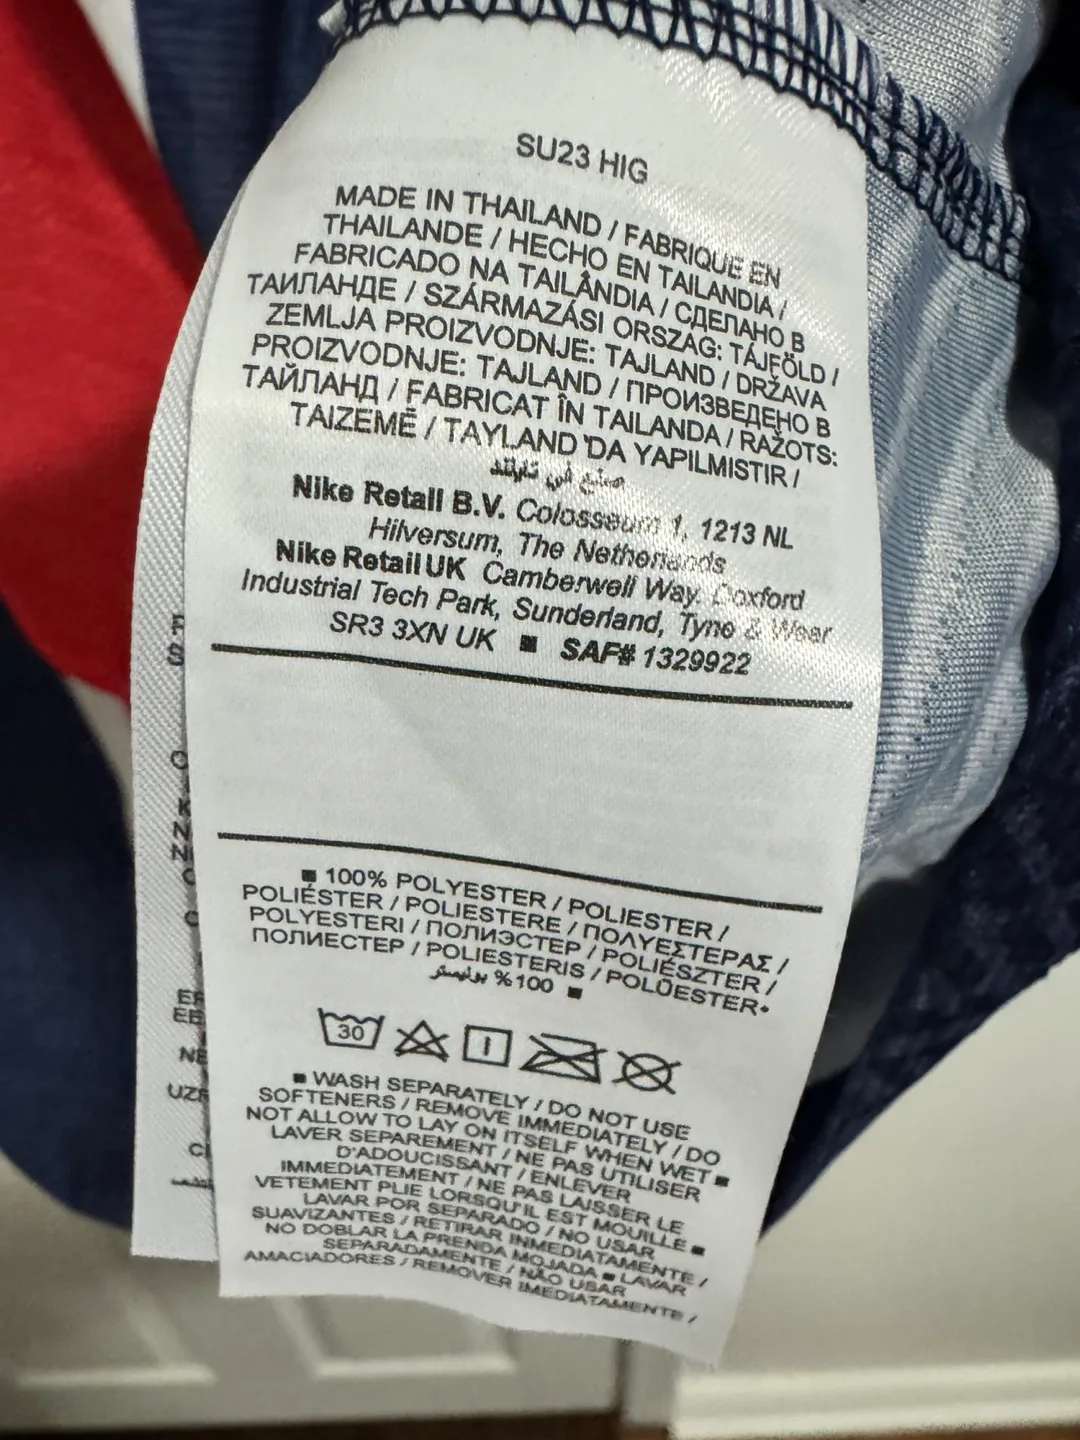 SU23 HIG
MADE IN THAILAND / FABRIQUE EN
THAILANDE / HECHO EN TAILANDIA /
FABRICADO NA TAILÂNDIA / СДЕЛАНО В
ТАИЛАНДЕ / SZÁRMAZÁSI ORSZÁG: TÁJFÖLD /
ZEMLJA PROIZVODNJE: TAJLAND / DRŽAVA
PROIZVODNJE: TAJLAND / ПРОИЗВЕДЕНО В
ТАЙЛАНД / FABRICAT ÎN TAILANDA / RAŽOTS:
TAIZEMĒ / TAYLAND'DA YAPILMISTIR /
صنع في تايلند
Nike Retail B.V. Colosseum 1, 1213 NL
Hilversum, The Netherlands
Nike Retail UK Camberwell Way, Doxford
Industrial Tech Park, Sunderland, Tyne & Wear
SR3 3XN UK ■ SAF# 1329922
■ 100% POLYESTER / POLIESTER /
POLIÉSTER / POLIESTERE / ΠΟΛΥΕΣΤΕΡΑΣ /
POLYESTERI / ПОЛИЭСТЕР / POLIÉSZTER /
ПОЛИЕСТЕР / POLIESTERIS / POLÜESTER•
100% بوليستر ■
30
■ WASH SEPARATELY / DO NOT USE
SOFTENERS / REMOVE IMMEDIATELY / DO
NOT ALLOW TO LAY ON ITSELF WHEN WET ■
LAVER SEPAREMENT / NE PAS UTILISER
D'ADOUCISSANT / ENLEVER
IMMEDIATEMENT / NE PAS LAISSER LE
VETEMENT PLIE LORSQU'IL EST MOUILLE ■
LAVAR POR SEPARADO / NO USAR
SUAVIZANTES / RETIRAR INMEDIATAMENTE /
NO DOBLAR LA PRENDA MOJADA ■ LAVAR
SEPARADAMENTE / NÃO USAR
AMACIADORES / REMOVER IMEDIATAMENTE /